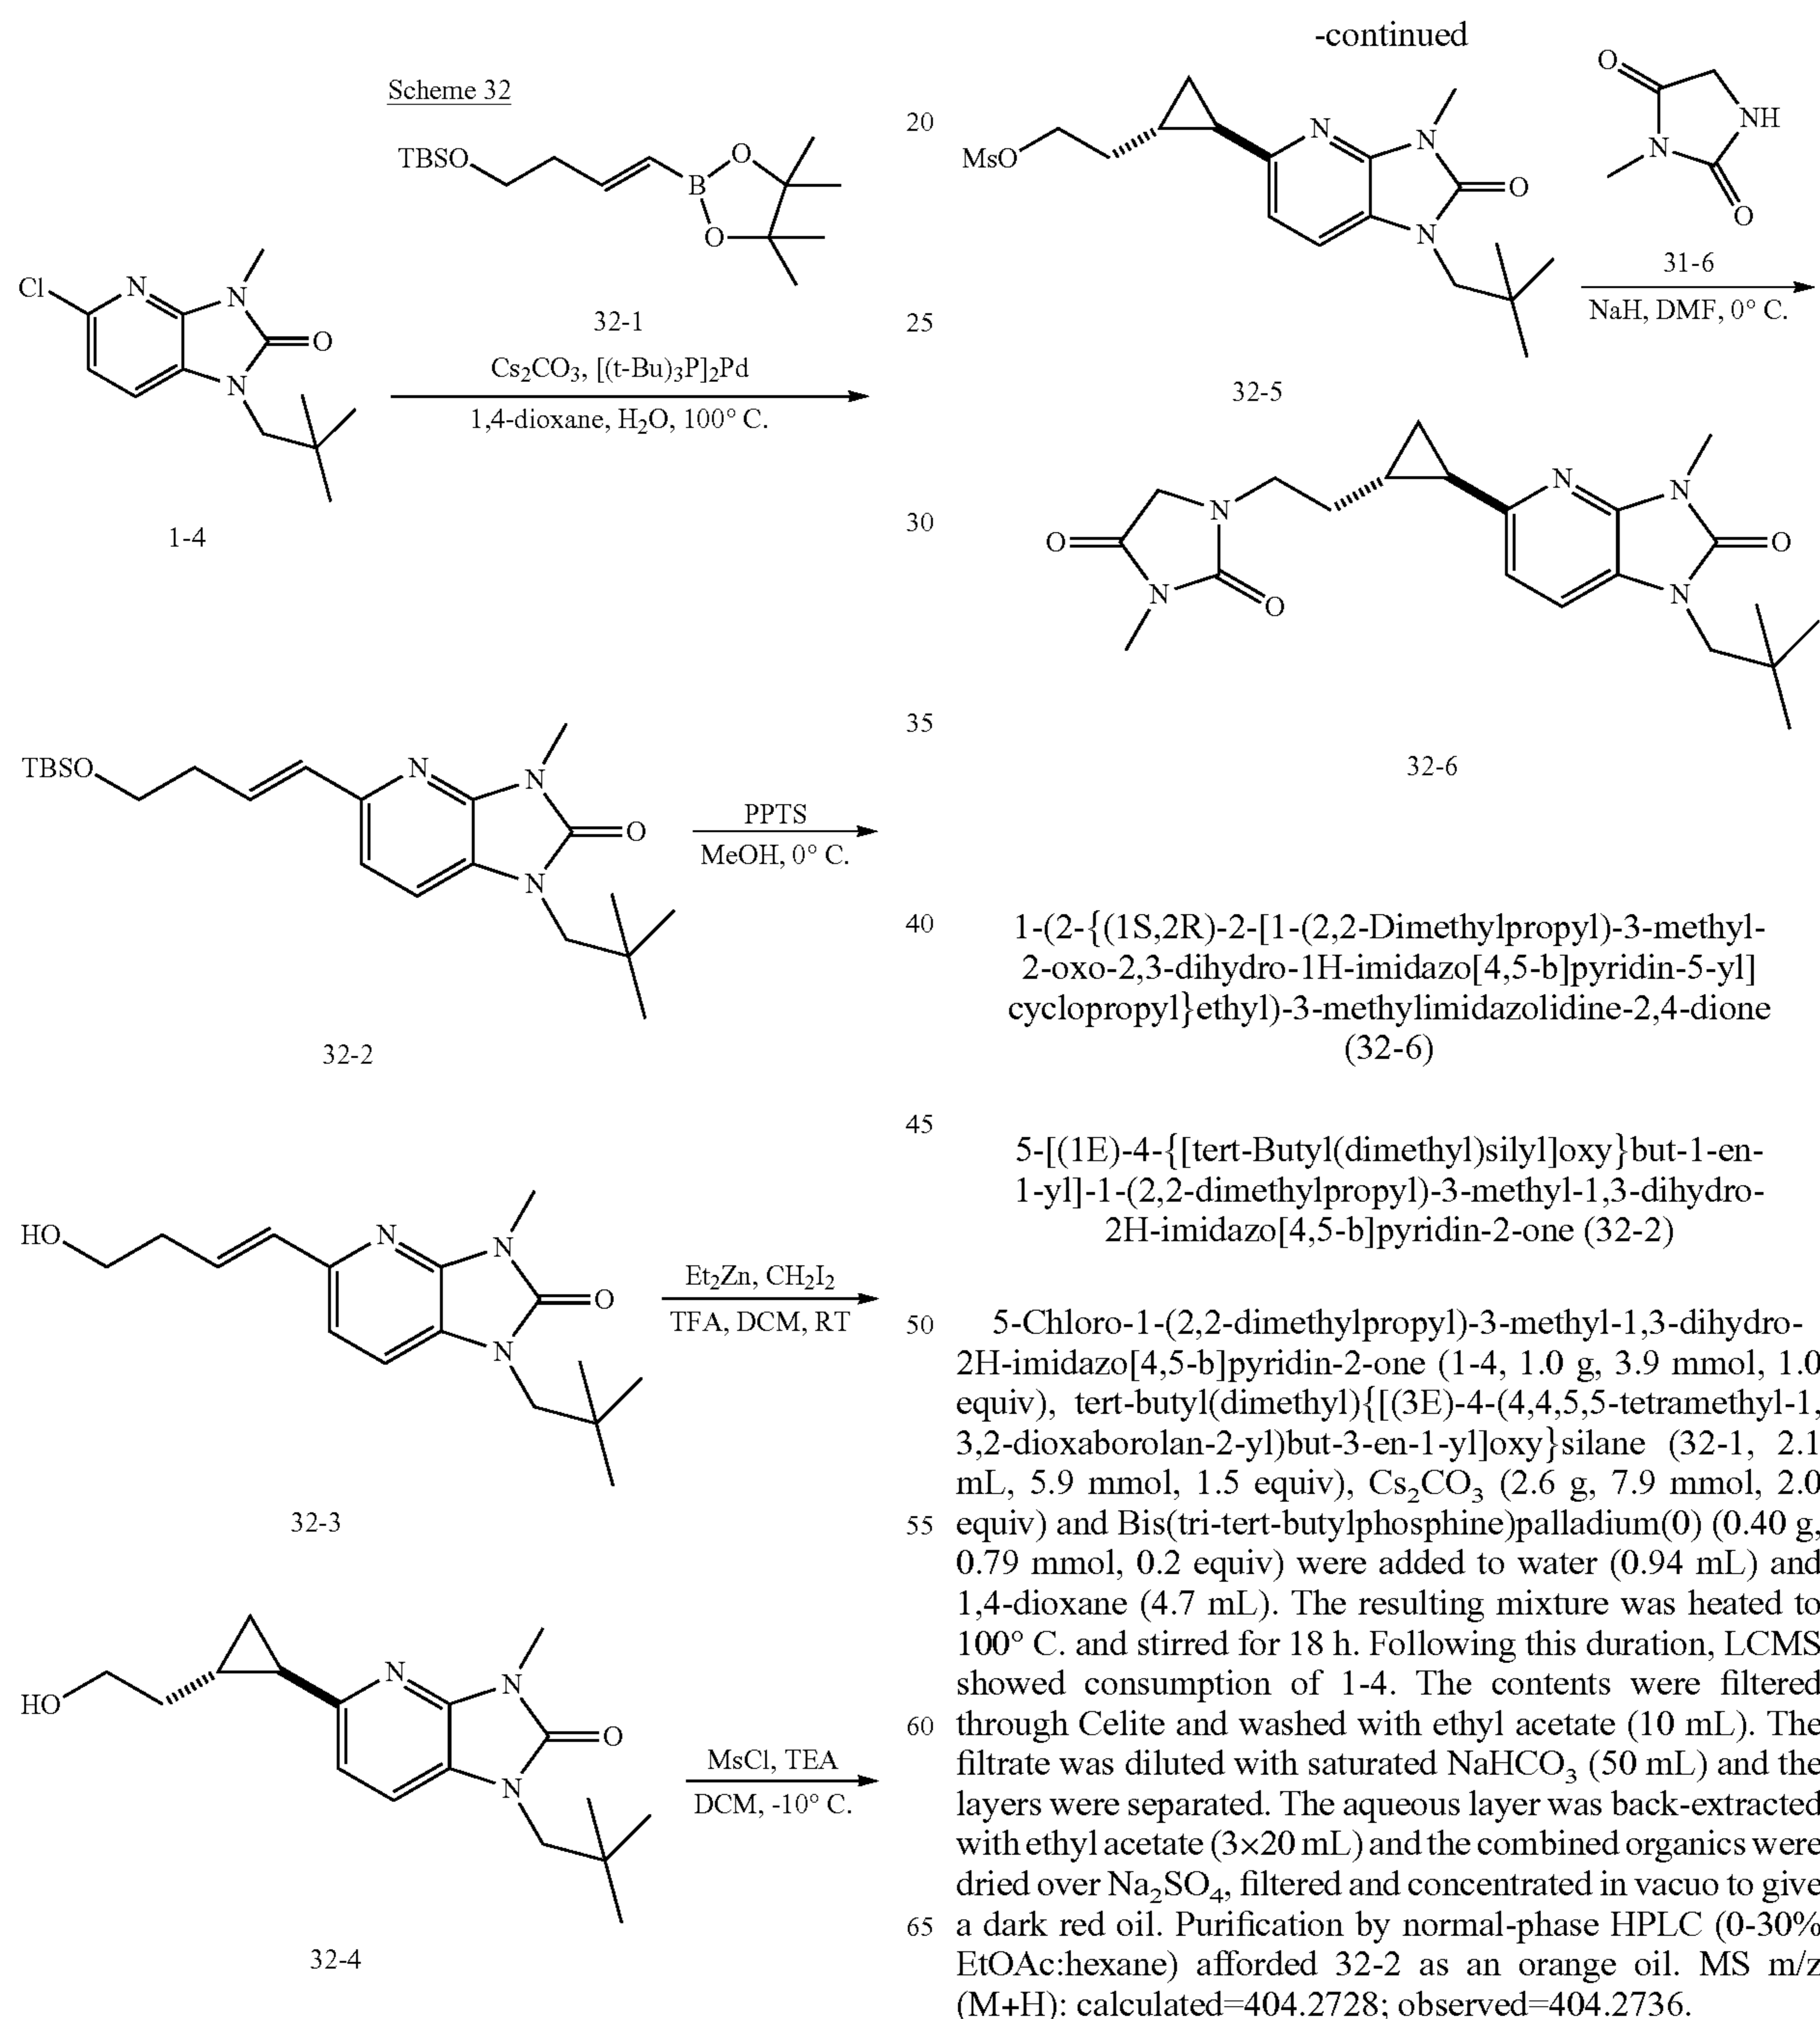 Scheme 32
TBSO
B
O
O
32-1
Cl
N
N
O
N
1-4
Cs₂CO₃, [(t-Bu)₃P]₂Pd
1,4-dioxane, H₂O, 100° C.
TBSO
N
N
O
N
32-2
PPTS
MeOH, 0° C.
HO
N
N
O
N
32-3
Et₂Zn, CH₂I₂
TFA, DCM, RT
HO
N
N
O
N
32-4
MsCl, TEA
DCM, -10° C.
-continued
20
MsO
N
N
O
N
32-5
O
NH
N
O
31-6
NaH, DMF, 0° C.
25
30
O
N
N
O
N
N
O
N
32-6
35
40
1-(2-{(1S,2R)-2-[1-(2,2-Dimethylpropyl)-3-methyl-
2-oxo-2,3-dihydro-1H-imidazo[4,5-b]pyridin-5-yl]
cyclopropyl}ethyl)-3-methylimidazolidine-2,4-dione
(32-6)
45
5-[(1E)-4-{[tert-Butyl(dimethyl)silyl]oxy}but-1-en-
1-yl]-1-(2,2-dimethylpropyl)-3-methyl-1,3-dihydro-
2H-imidazo[4,5-b]pyridin-2-one (32-2)
50
5-Chloro-1-(2,2-dimethylpropyl)-3-methyl-1,3-dihydro-
2H-imidazo[4,5-b]pyridin-2-one (1-4, 1.0 g, 3.9 mmol, 1.0
equiv), tert-butyl(dimethyl){[(3E)-4-(4,4,5,5-tetramethyl-1,
3,2-dioxaborolan-2-yl)but-3-en-1-yl]oxy}silane (32-1, 2.1
mL, 5.9 mmol, 1.5 equiv), Cs₂CO₃ (2.6 g, 7.9 mmol, 2.0
55
equiv) and Bis(tri-tert-butylphosphine)palladium(0) (0.40 g,
0.79 mmol, 0.2 equiv) were added to water (0.94 mL) and
1,4-dioxane (4.7 mL). The resulting mixture was heated to
100° C. and stirred for 18 h. Following this duration, LCMS
showed consumption of 1-4. The contents were filtered
60
through Celite and washed with ethyl acetate (10 mL). The
filtrate was diluted with saturated NaHCO₃ (50 mL) and the
layers were separated. The aqueous layer was back-extracted
with ethyl acetate (3×20 mL) and the combined organics were
dried over Na₂SO₄, filtered and concentrated in vacuo to give
65
a dark red oil. Purification by normal-phase HPLC (0-30%
EtOAc:hexane) afforded 32-2 as an orange oil. MS m/z
(M+H): calculated=404.2728; observed=404.2736.